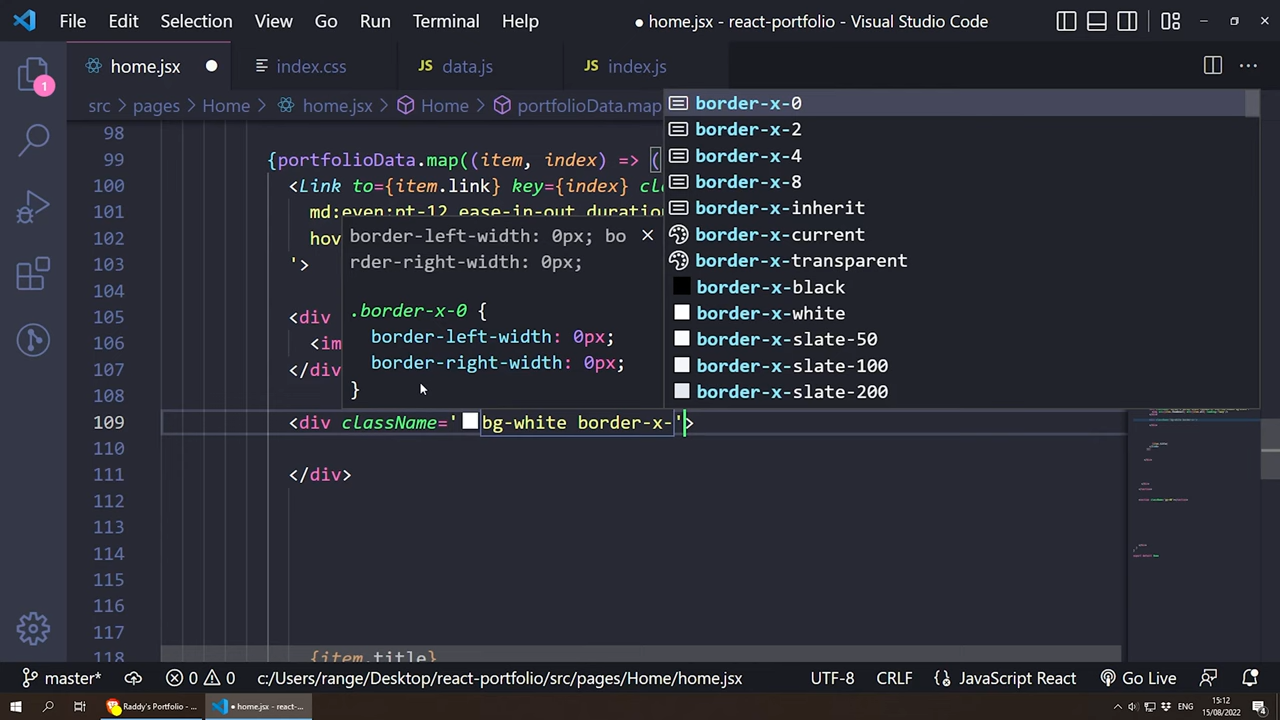 File Edit Selection View Go Run Terminal Help ● home.jsx - react-portfolio - Visual Studio Code
home.jsx index.css JS data.js JS index.js
1
src > pages > Home > home.jsx > Home > portfolioData.map
98
99 {portfolioData.map((item, index) => (
100 <Link to={item.link} key={index} cl
101 md:even:pt-12 ease-in-out duratio
102 hov
103 '>
104
105 <div
106 <im
107 </di
108
109 <div className='bg-white border-x-'>
110
111 </div>
112
113
114
115
116
117
118 {item.title}
border-left-width: 0px; bo
rder-right-width: 0px;
.border-x-0 {
border-left-width: 0px;
border-right-width: 0px;
}
border-x-0
border-x-2
border-x-4
border-x-8
border-x-inherit
border-x-current
border-x-transparent
border-x-black
border-x-white
border-x-slate-50
border-x-slate-100
border-x-slate-200
master* 0 0 c:/Users/range/Desktop/react-portfolio/src/pages/Home/home.jsx UTF-8 CRLF {} JavaScript React Go Live
Raddy's Portfolio - ... ● home.jsx - react-... ENG 15:12 15/08/2022 4